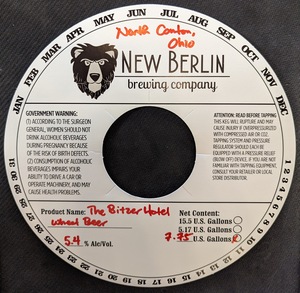 JAN FEB MAR APR MAY JUN JUL AUG SEP OCT NOV DEC
North Canton,
Ohio
NEW BERLIN
brewing company
GOVERNMENT WARNING:
(1) ACCORDING TO THE SURGEON
GENERAL, WOMEN SHOULD NOT
DRINK ALCOHOLIC BEVERAGES
DURING PREGNANCY BECAUSE
OF THE RISK OF BIRTH DEFECTS.
(2) CONSUMPTION OF ALCOHOLIC
BEVERAGES IMPAIRS YOUR
ABILITY TO DRIVE A CAR OR
OPERATE MACHINERY, AND MAY
CAUSE HEALTH PROBLEMS.
ATTENTION: READ BEFORE TAPPING
THIS KEG WILL RUPTURE AND MAY
CAUSE INJURY IF OVERPRESSURIZED
WITH COMPRESSED AIR OR CO2.
TAPPING SYSTEM AND PRESSURE
REGULATOR SHOULD EACH BE
EQUIPPED WITH A PRESSURE RELIEF
(BLOW OFF) DEVICE. IF YOU ARE NOT
FAMILIAR WITH TAPPING EQUIPMENT,
CONSULT YOUR RETAILER OR LOCAL
STORE DISTRIBUTOR.
Product Name: The Bitzer Hotel
Wheat Beer
5.4 % Alc/Vol.
Net Content:
15.5 U.S. Gallons
5.17 U.S. Gallons
7.75 U.S. Gallons
1 2 3 4 5 6 7 8 9 10 11 12 13 14 15 16 17 18 19 20 21 22 23 24 25 26 27 28 29 30 31